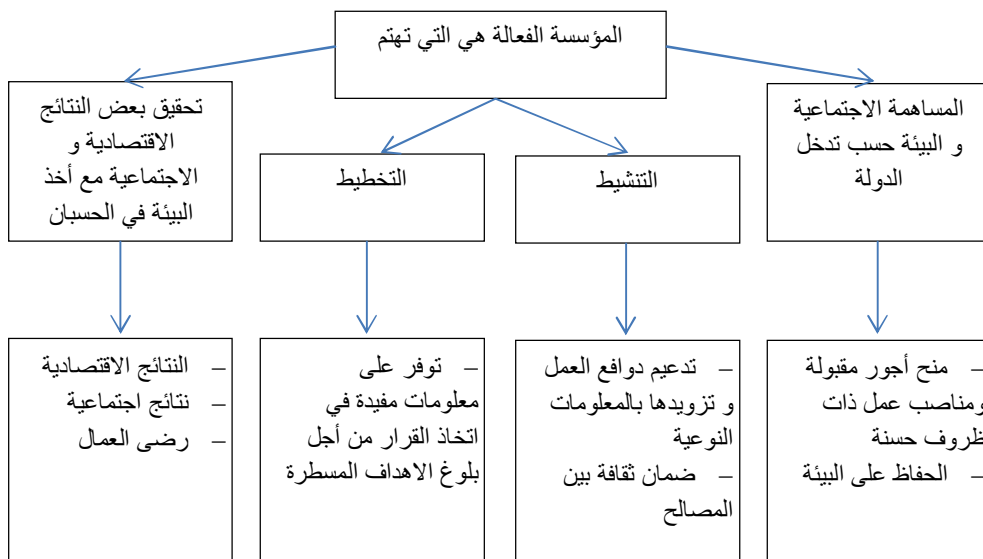 المؤسسة الفعالة هي التي تهتم
المساهمة الاجتماعية
و البيئة حسب تدخل
الدولة
التنشيط
التخطيط
تحقيق بعض النتائج
الاقتصادية و
الاجتماعية مع أخذ
البيئة في الحسبان
– منح أجور مقبولة
ومناصب عمل ذات
ظروف حسنة
– الحفاظ على البيئة
– تدعيم دوافع العمل
و تزويدها بالمعلومات
النوعية
– ضمان ثقافة بين
المصالح
– توفر على
معلومات مفيدة في
اتخاذ القرار من أجل
بلوغ الاهداف المسطرة
– النتائج الاقتصادية
– نتائج اجتماعية
– رضى العمال